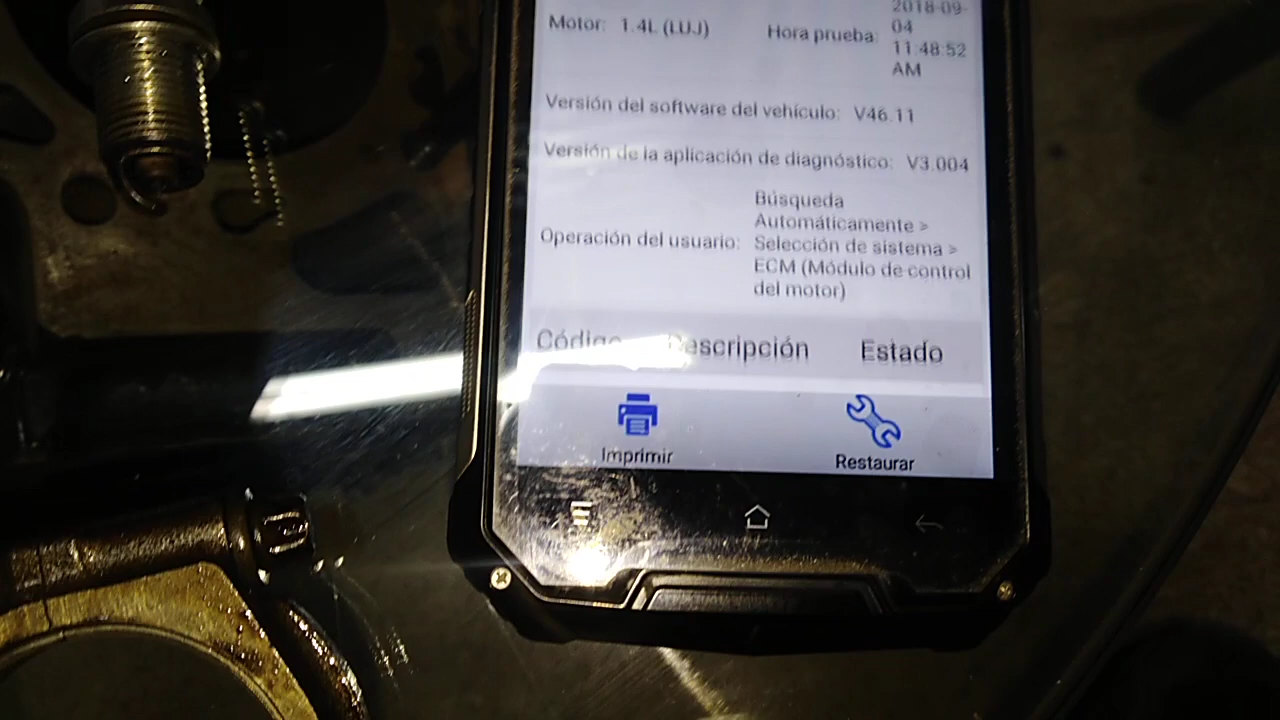 Motor: 1.4L (LUJ)
Hora prueba:
2018-09-
04
11:48:52
AM
Versión del software del vehículo: V46.11
Versión de la aplicación de diagnóstico: V3.004
Operación del usuario:
Búsqueda
Automáticamente >
Selección de sistema >
ECM (Módulo de control
del motor)
Código Descripción Estado
Imprimir
Restaurar